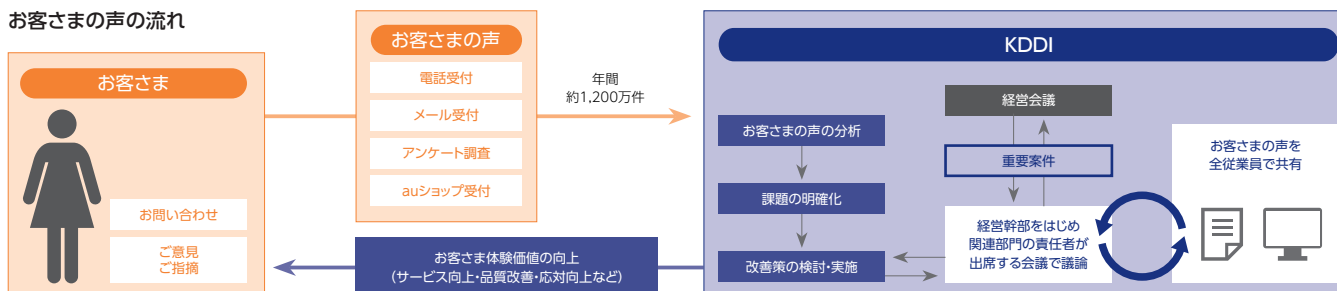 お客さまの声の流れ
お客さま
お問い合わせ
ご意見
ご指摘
お客さまの声
電話受付
メール受付
アンケート調査
auショップ受付
年間
約1,200万件
KDDI
お客さまの声の分析
課題の明確化
改善策の検討・実施
経営会議
重要案件
経営幹部をはじめ
関連部門の責任者が
出席する会議で議論
お客さまの声を
全従業員で共有
お客さま体験価値の向上
（サービス向上・品質改善・応対向上など）